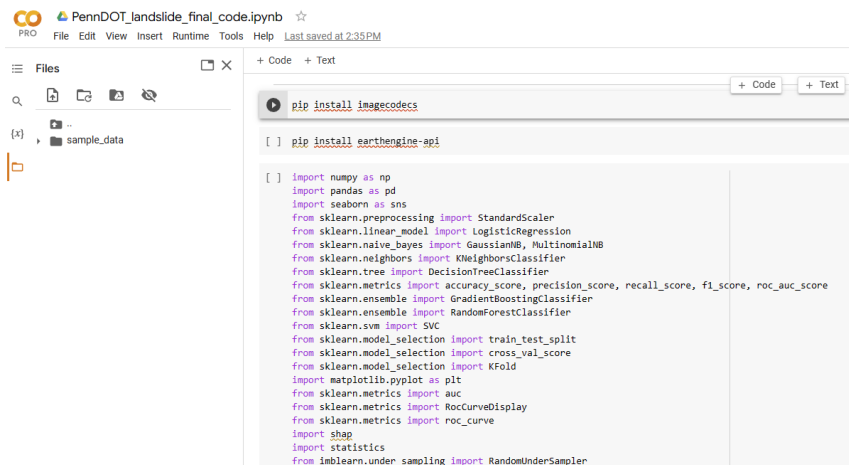 PRO
PennDOT_landslide_final_code.ipynb
File Edit View Insert Runtime Tools Help Last saved at 2:35 PM
Files
+ Code + Text
+ Code + Text
..
sample_data
{x}
pip install imagecodecs
[ ] pip install earthengine-api
[ ] import numpy as np
import pandas as pd
import seaborn as sns
from sklearn.preprocessing import StandardScaler
from sklearn.linear_model import LogisticRegression
from sklearn.naive_bayes import GaussianNB, MultinomialNB
from sklearn.neighbors import KNeighborsClassifier
from sklearn.tree import DecisionTreeClassifier
from sklearn.metrics import accuracy_score, precision_score, recall_score, f1_score, roc_auc_score
from sklearn.ensemble import GradientBoostingClassifier
from sklearn.ensemble import RandomForestClassifier
from sklearn.svm import SVC
from sklearn.model_selection import train_test_split
from sklearn.model_selection import cross_val_score
from sklearn.model_selection import KFold
import matplotlib.pyplot as plt
from sklearn.metrics import auc
from sklearn.metrics import RocCurveDisplay
from sklearn.metrics import roc_curve
import shap
import statistics
from imblearn.under_sampling import RandomUnderSampler